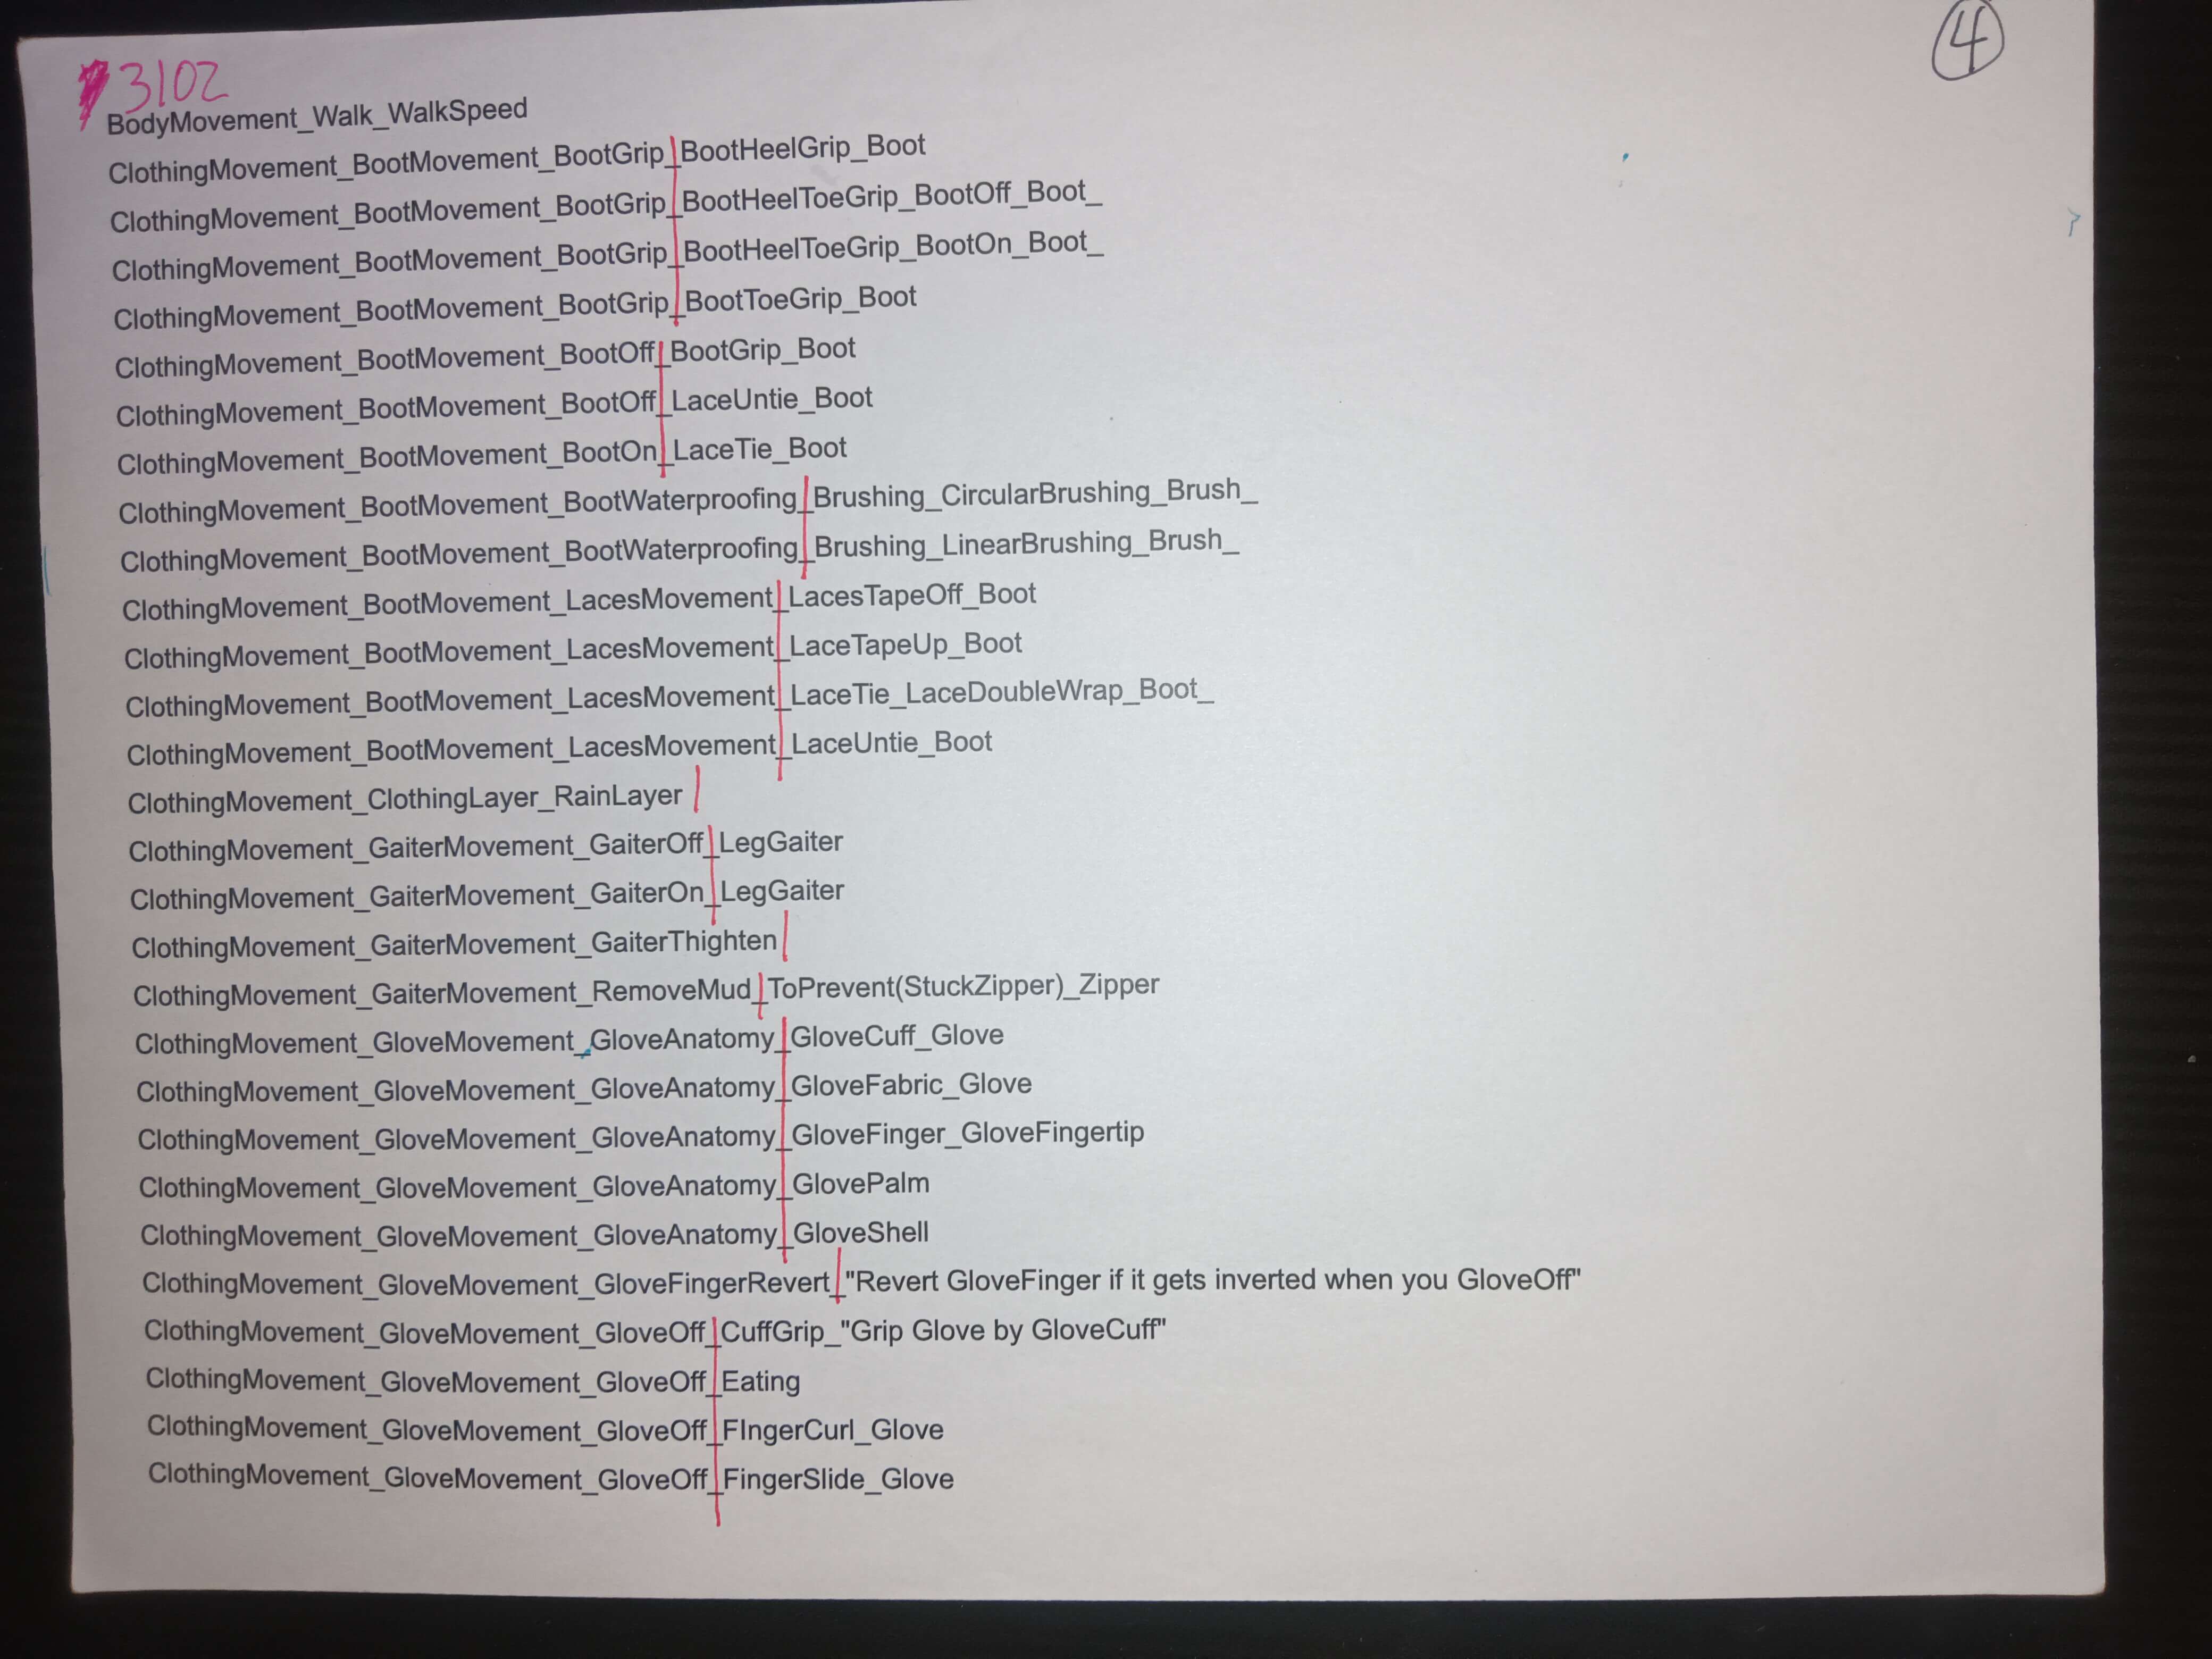 ④
3102
BodyMovement_Walk_WalkSpeed
ClothingMovement_BootMovement_BootGrip_BootHeelGrip_Boot
ClothingMovement_BootMovement_BootGrip_BootHeelToeGrip_BootOff_Boot_
ClothingMovement_BootMovement_BootGrip_BootHeelToeGrip_BootOn_Boot_
ClothingMovement_BootMovement_BootGrip_BootToeGrip_Boot
ClothingMovement_BootMovement_BootOff_BootGrip_Boot
ClothingMovement_BootMovement_BootOff_LaceUntie_Boot
ClothingMovement_BootMovement_BootOn_LaceTie_Boot
ClothingMovement_BootMovement_BootWaterproofing_Brushing_CircularBrushing_Brush_
ClothingMovement_BootMovement_BootWaterproofing_Brushing_LinearBrushing_Brush_
ClothingMovement_BootMovement_LacesMovement_LacesTapeOff_Boot
ClothingMovement_BootMovement_LacesMovement_LaceTapeUp_Boot
ClothingMovement_BootMovement_LacesMovement_LaceTie_LaceDoubleWrap_Boot_
ClothingMovement_BootMovement_LacesMovement_LaceUntie_Boot
ClothingMovement_ClothingLayer_RainLayer
ClothingMovement_GaiterMovement_GaiterOff_LegGaiter
ClothingMovement_GaiterMovement_GaiterOn_LegGaiter
ClothingMovement_GaiterMovement_GaiterThighten
ClothingMovement_GaiterMovement_RemoveMud_ToPrevent(StuckZipper)_Zipper
ClothingMovement_GloveMovement_GloveAnatomy_GloveCuff_Glove
ClothingMovement_GloveMovement_GloveAnatomy_GloveFabric_Glove
ClothingMovement_GloveMovement_GloveAnatomy_GloveFinger_GloveFingertip
ClothingMovement_GloveMovement_GloveAnatomy_GlovePalm
ClothingMovement_GloveMovement_GloveAnatomy_GloveShell
ClothingMovement_GloveMovement_GloveFingerRevert_"Revert GloveFinger if it gets inverted when you GloveOff"
ClothingMovement_GloveMovement_GloveOff_CuffGrip_"Grip Glove by GloveCuff"
ClothingMovement_GloveMovement_GloveOff_Eating
ClothingMovement_GloveMovement_GloveOff_FIngerCurl_Glove
ClothingMovement_GloveMovement_GloveOff_FingerSlide_Glove